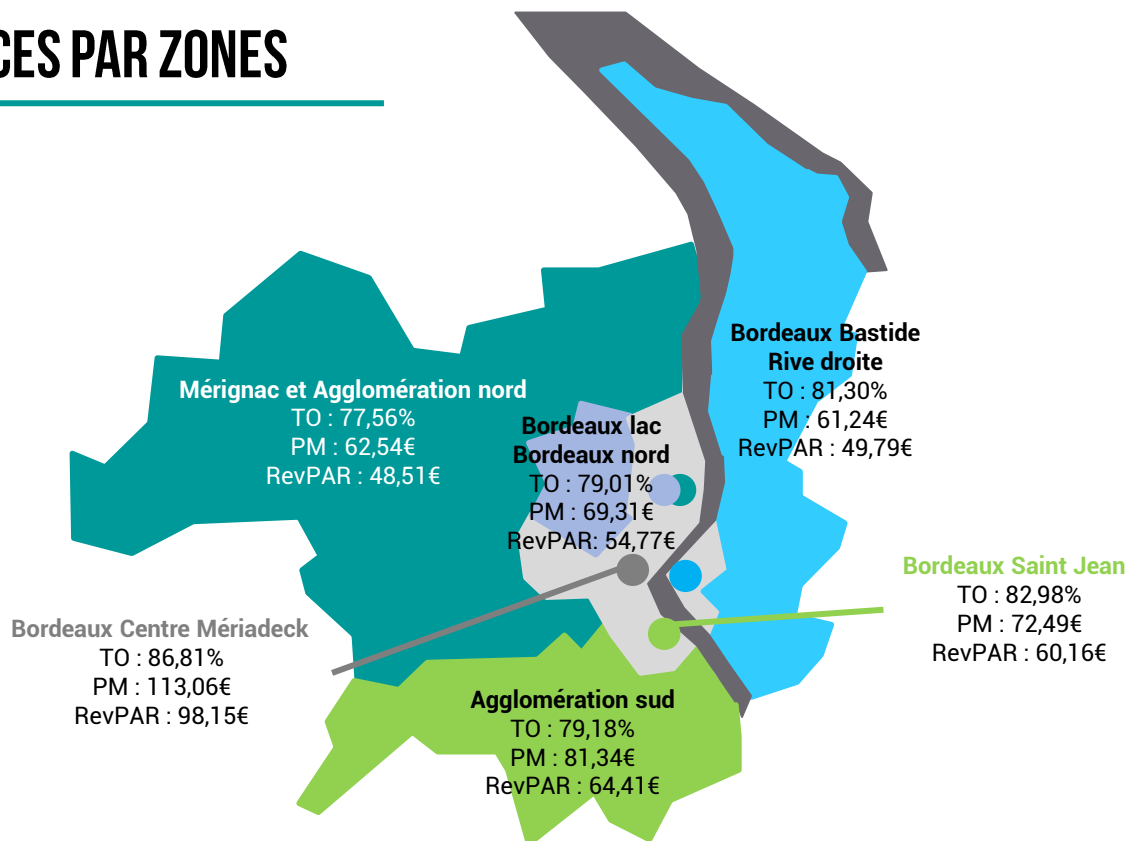 CES PAR ZONES
Mérignac et Agglomération nord
TO : 77,56%
PM : 62,54€
RevPAR : 48,51€
Bordeaux lac
Bordeaux nord
TO : 79,01%
PM : 69,31€
RevPAR: 54,77€
Bordeaux Bastide
Rive droite
TO : 81,30%
PM : 61,24€
RevPAR : 49,79€
Bordeaux Centre Mériadeck
TO : 86,81%
PM : 113,06€
RevPAR : 98,15€
Agglomération sud
TO : 79,18%
PM : 81,34€
RevPAR : 64,41€
Bordeaux Saint Jean
TO : 82,98%
PM : 72,49€
RevPAR : 60,16€